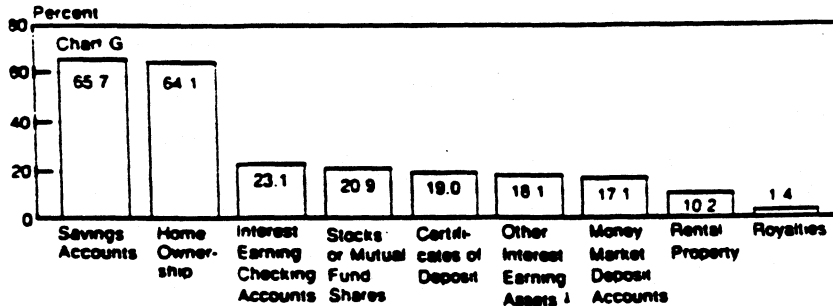 Percent
80
Chart G
60
40
20
0
65.7
64.1
23.1
20.9
19.0
18.1
17.1
10.2
1.4
Savings
Accounts
Home
Owner-
ship
Interest
Earning
Checking
Accounts
Stocks
or Mutual
Fund
Shares
Certifi-
cates of
Deposit
Other
Interest
Earning
Assets 1
Money
Market
Deposit
Accounts
Rental
Property
Royalties